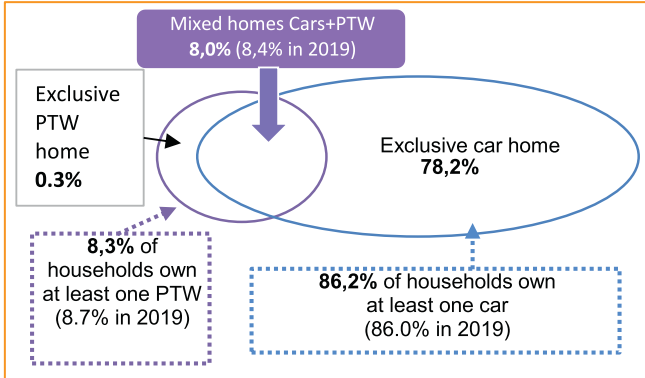 Mixed homes Cars+PTW
8,0% (8,4% in 2019)
Exclusive
PTW
home
0.3%
Exclusive car home
78,2%
8,3% of
households own
at least one PTW
(8.7% in 2019)
86,2% of households own
at least one car
(86.0% in 2019)